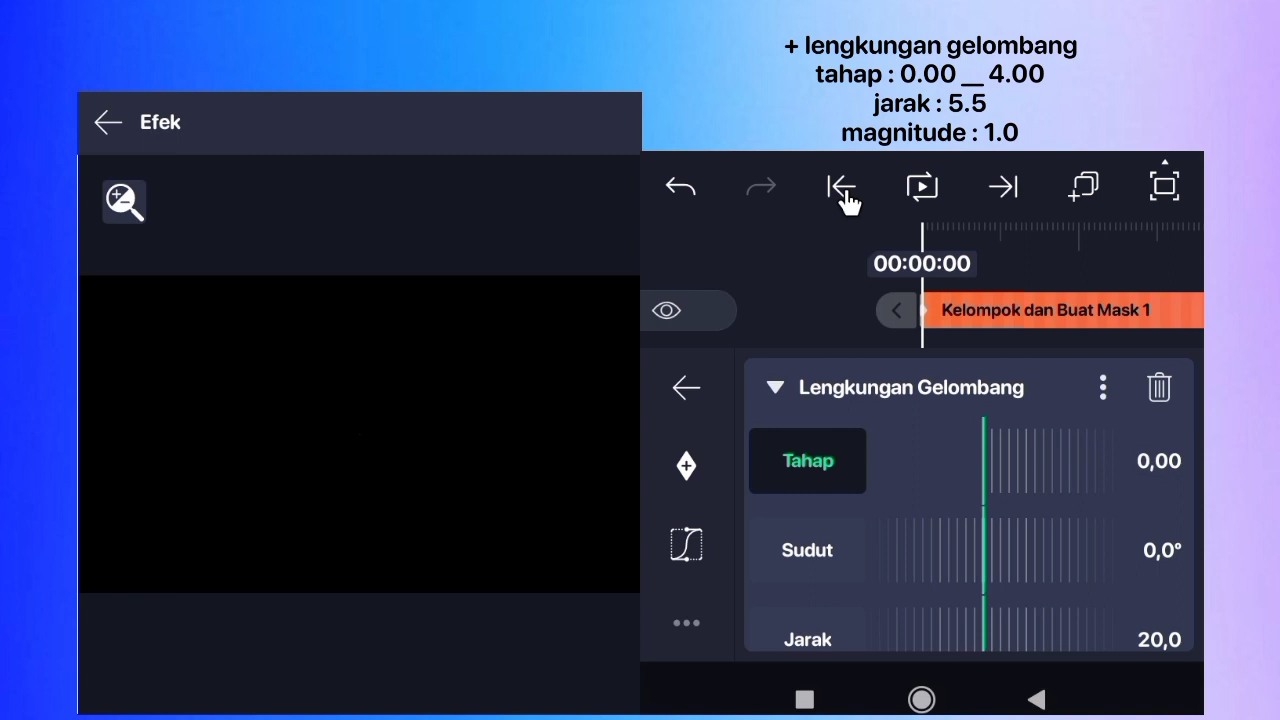 + lengkungan gelombang
tahap : 0.00 __ 4.00
jarak : 5.5
magnitude : 1.0
Efek
00:00:00
Kelompok dan Buat Mask 1
Lengkungan Gelombang
Tahap 0,00
Sudut 0,0°
Jarak 20,0